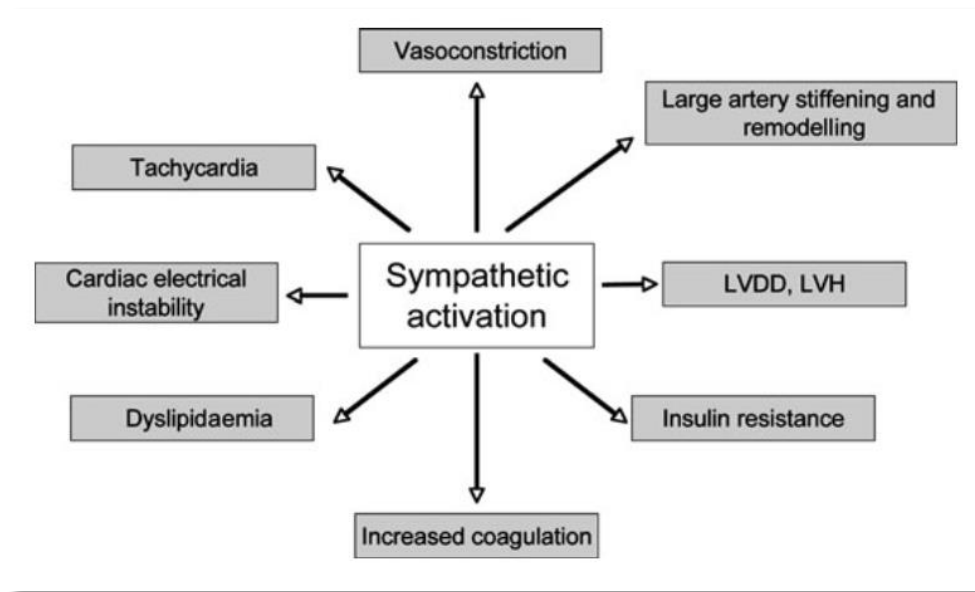 Vasoconstriction
Large artery stiffening and
remodelling
Tachycardia
Sympathetic
activation
Cardiac electrical
instability
LVDD, LVH
Dyslipidaemia
Insulin resistance
Increased coagulation